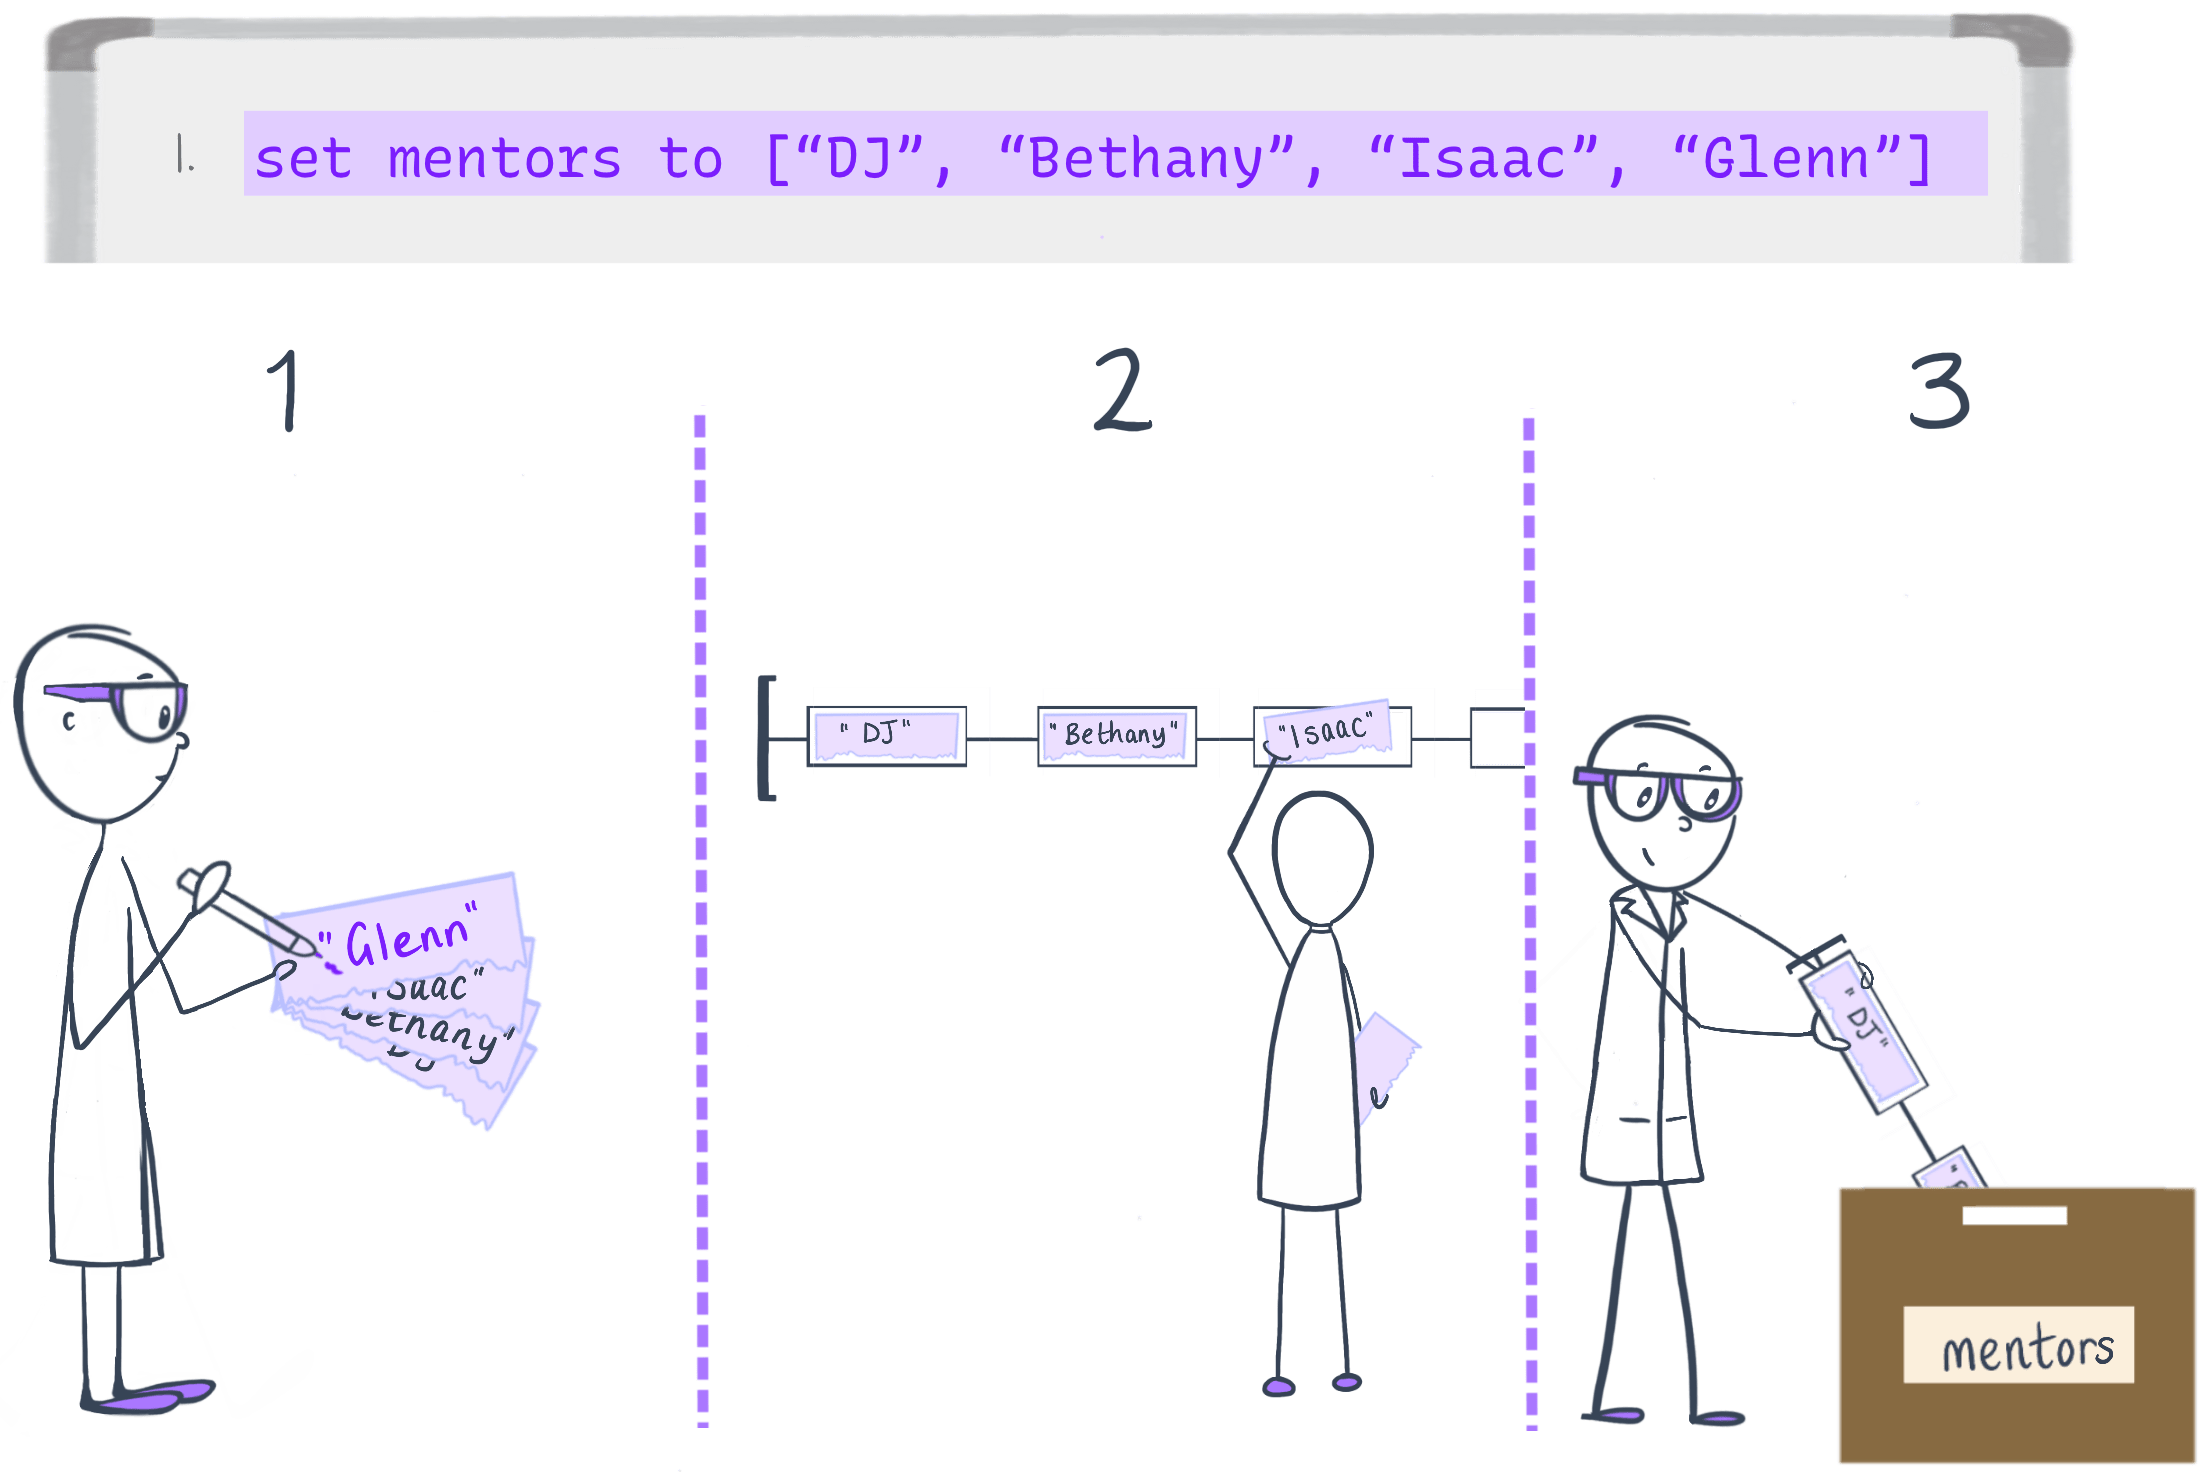 1. set mentors to [“DJ”, “Bethany”, “Isaac”, “Glenn”]
1 2 3
"DJ" "Bethany" "Isaac"
"Glenn"
Isaac"
Bethany"
DJ
"DJ"
mentors